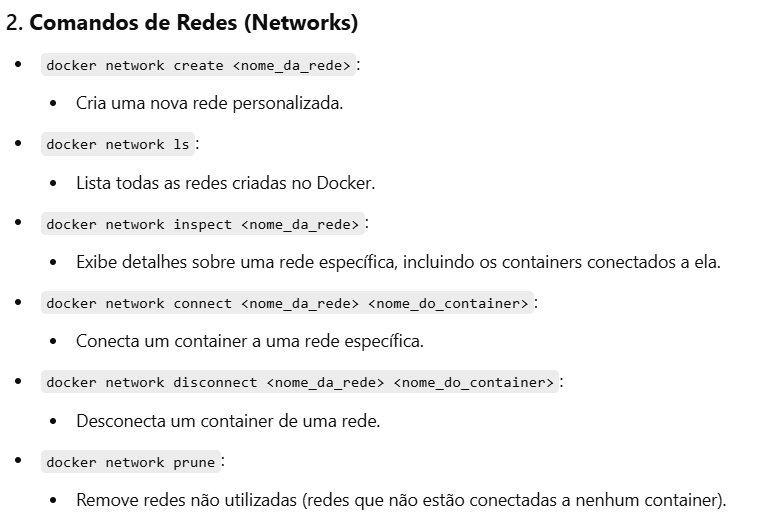 2. Comandos de Redes (Networks)
• docker network create <nome_da_rede>:
• Cria uma nova rede personalizada.
• docker network ls:
• Lista todas as redes criadas no Docker.
• docker network inspect <nome_da_rede>:
• Exibe detalhes sobre uma rede específica, incluindo os containers conectados a ela.
• docker network connect <nome_da_rede> <nome_do_container>:
• Conecta um container a uma rede específica.
• docker network disconnect <nome_da_rede> <nome_do_container>:
• Desconecta um container de uma rede.
• docker network prune:
• Remove redes não utilizadas (redes que não estão conectadas a nenhum container).